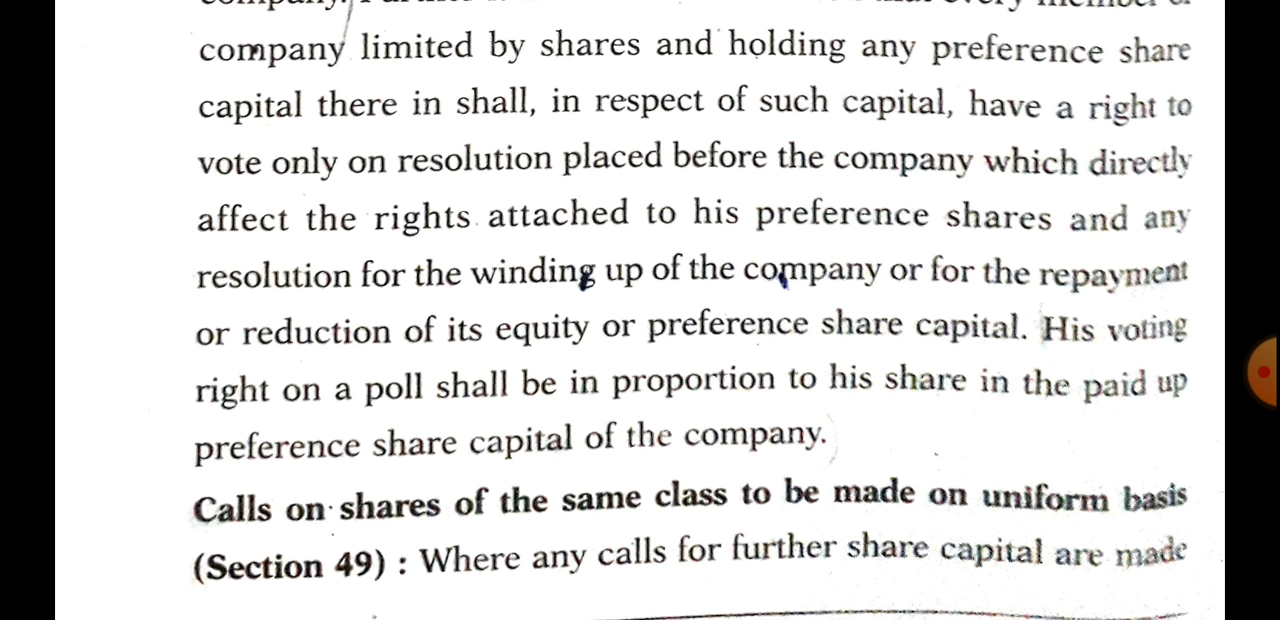 company limited by shares and holding any preference share
capital there in shall, in respect of such capital, have a right to
vote only on resolution placed before the company which directly
affect the rights attached to his preference shares and any
resolution for the winding up of the company or for the repayment
or reduction of its equity or preference share capital. His voting
right on a poll shall be in proportion to his share in the paid up
preference share capital of the company.
Calls on shares of the same class to be made on uniform basis
(Section 49) : Where any calls for further share capital are made